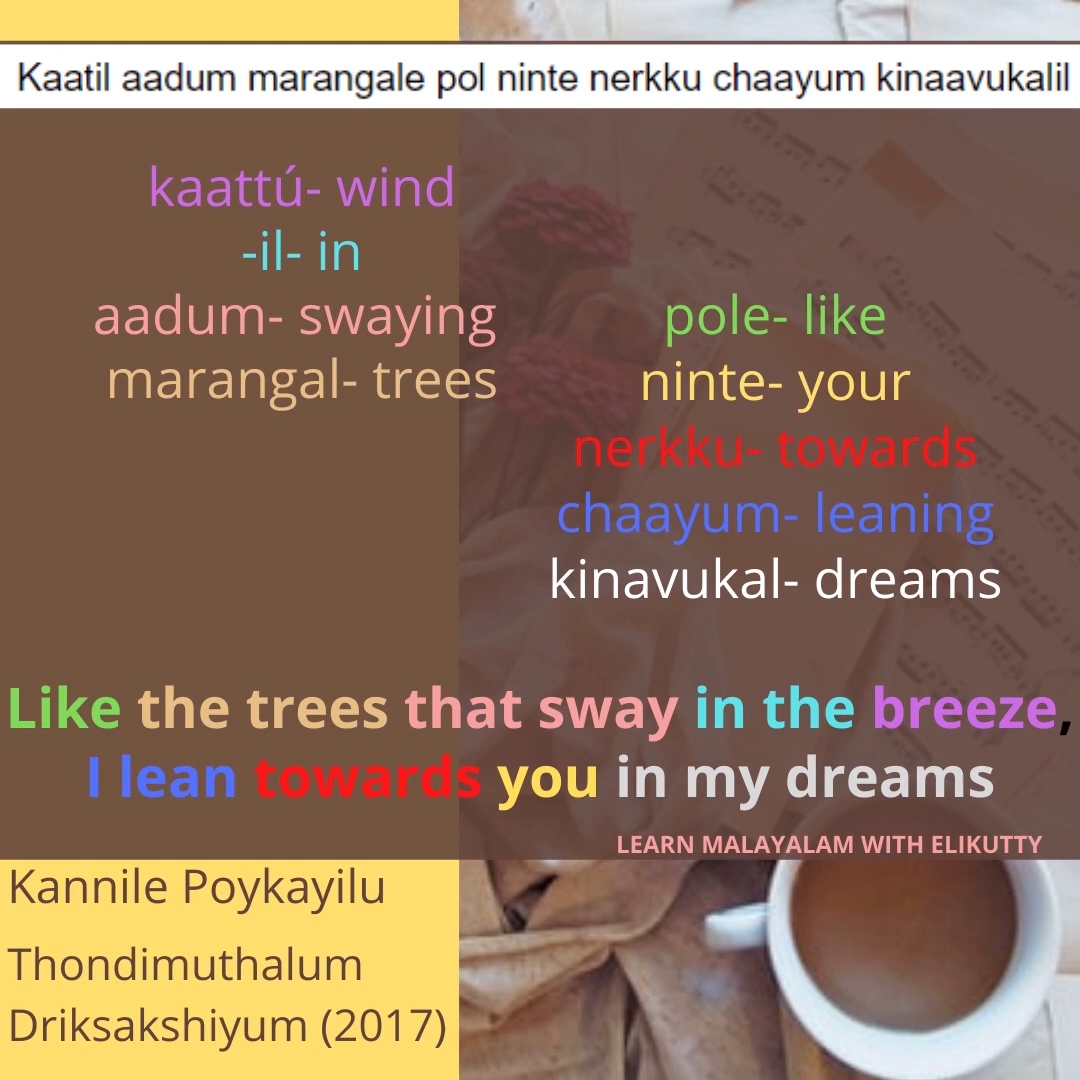 Kaatil aadum marangale pol ninte nerkku chaayum kinaavukalil
kaattú- wind
-il- in
aadum- swaying
marangal- trees
pole- like
ninte- your
nerkku- towards
chaayum- leaning
kinavukal- dreams
Like the trees that sway in the breeze,
I lean towards you in my dreams
LEARN MALAYALAM WITH ELIKUTTY
Kannile Poykayilu
Thondimuthalum
Driksakshiyum (2017)